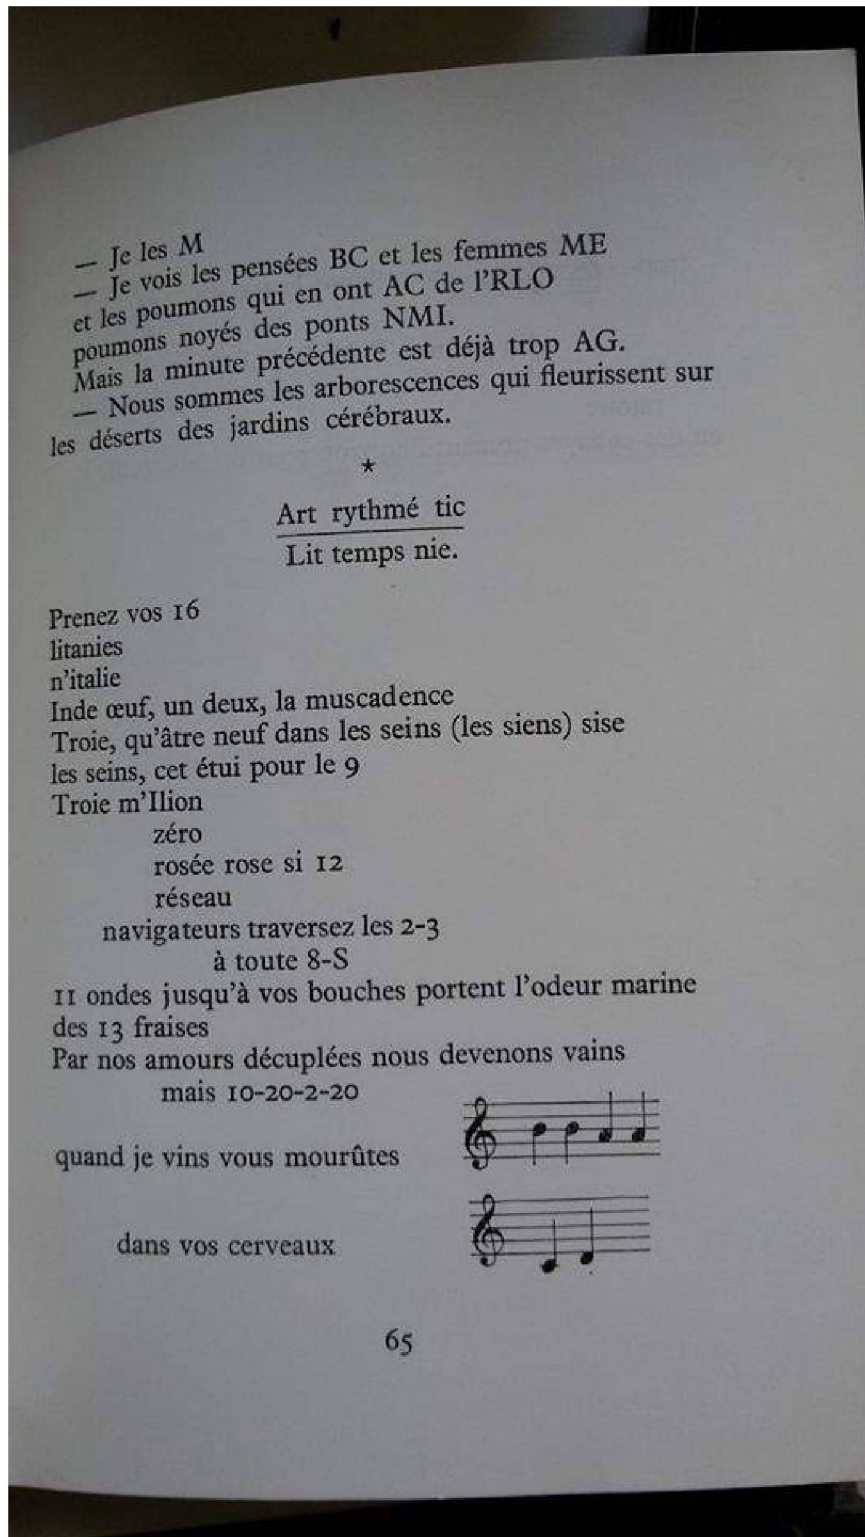 — Je les M
— Je vois les pensées BC et les femmes ME
et les poumons qui en ont AC de l'RLO
poumons noyés des ponts NMI.
Mais la minute précédente est déjà trop AG.
— Nous sommes les arborescences qui fleurissent sur
les déserts des jardins cérébraux.
*
Art rythmé tic
Lit temps nie.
Prenez vos 16
litanies
n'italie
Inde œuf, un deux, la muscadence
Troie, qu'âtre neuf dans les seins (les siens) sise
les seins, cet étui pour le 9
Troie m'Ilion
zéro
rosée rose si 12
réseau
navigateurs traversez les 2-3
à toute 8-S
11 ondes jusqu'à vos bouches portent l'odeur marine
des 13 fraises
Par nos amours décuplées nous devenons vains
mais 10-20-2-20
quand je vins vous mourûtes
dans vos cerveaux
65